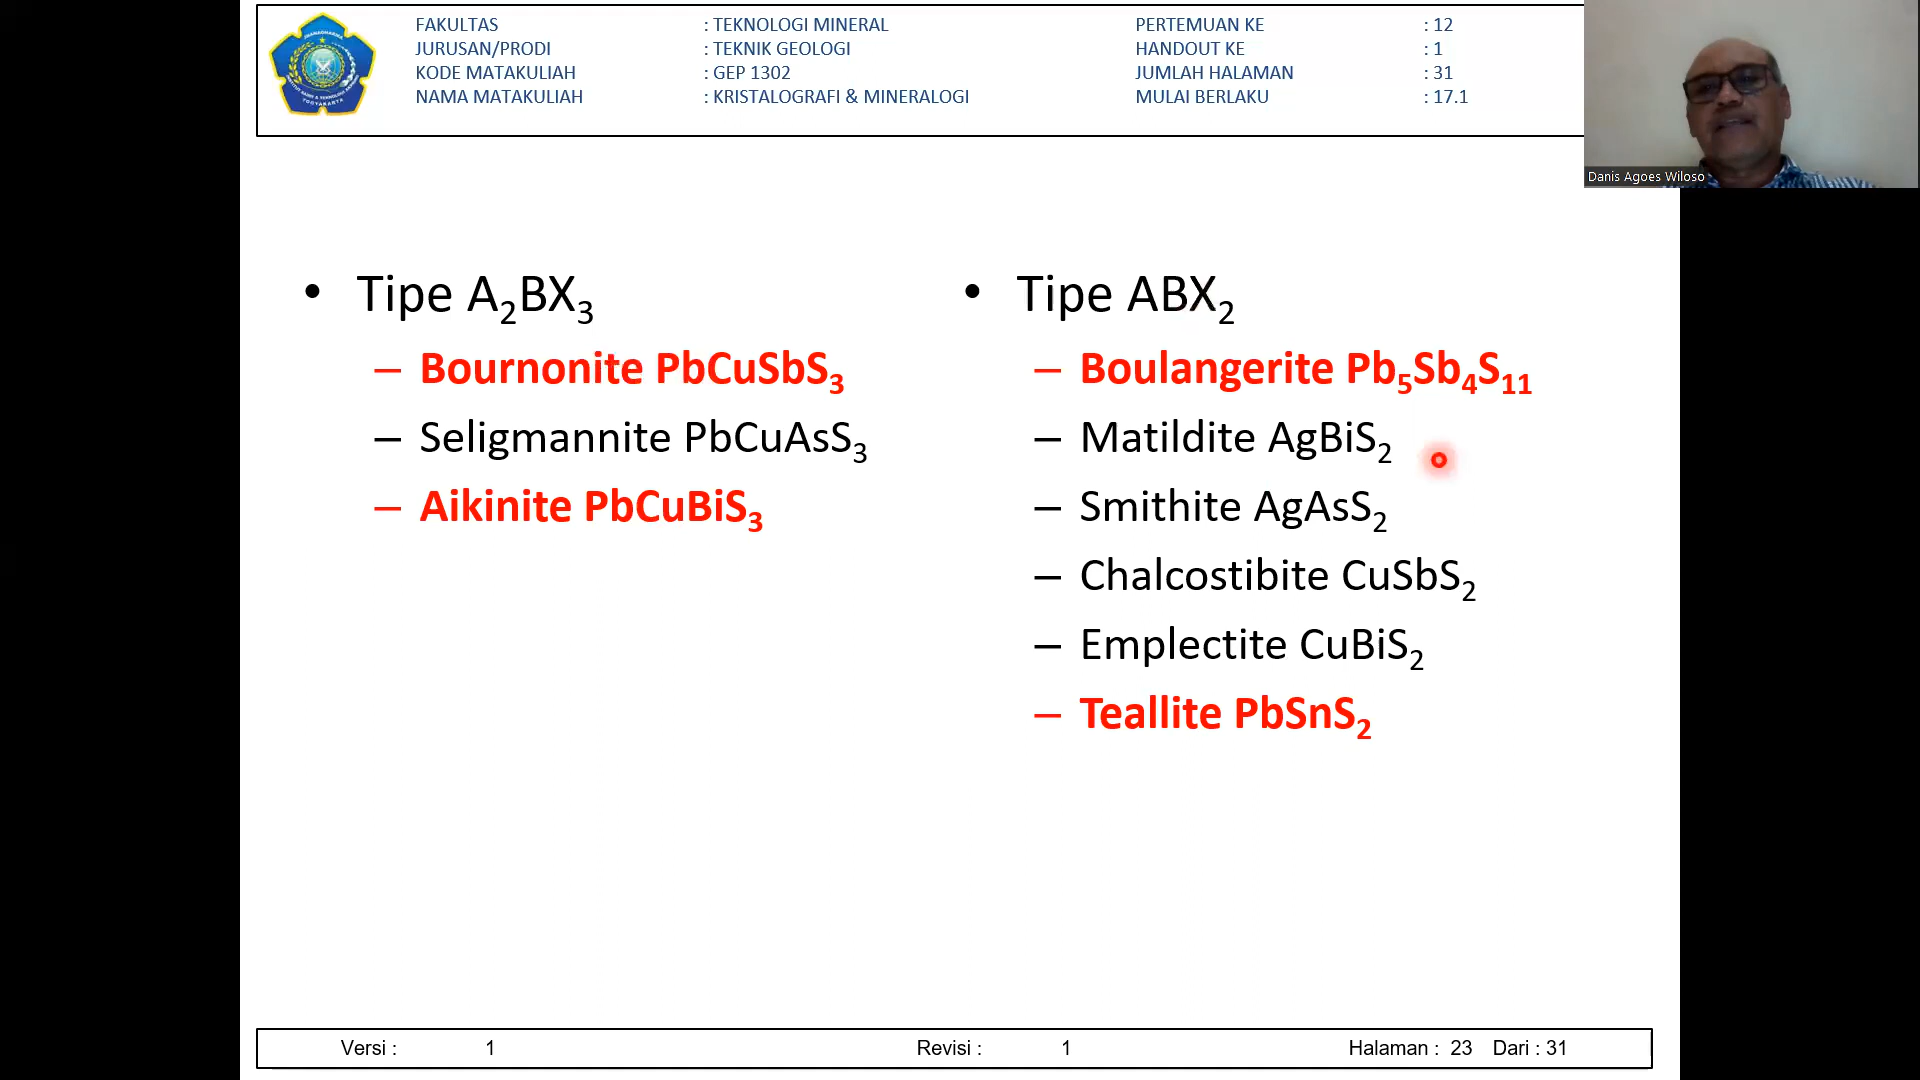 FAKULTAS : TEKNOLOGI MINERAL PERTEMUAN KE : 12
JURUSAN/PRODI : TEKNIK GEOLOGI HANDOUT KE : 1
KODE MATAKULIAH : GEP 1302 JUMLAH HALAMAN : 31
NAMA MATAKULIAH : KRISTALOGRAFI & MINERALOGI MULAI BERLAKU : 17.1
Danis Agoes Wiloso
• Tipe A₂BX₃
– Bournonite PbCuSbS₃
– Seligmannite PbCuAsS₃
– Aikinite PbCuBiS₃
• Tipe ABX₂
– Boulangerite Pb₅Sb₄S₁₁
– Matildite AgBiS₂
– Smithite AgAsS₂
– Chalcostibite CuSbS₂
– Emplectite CuBiS₂
– Teallite PbSnS₂
Versi : 1 Revisi : 1 Halaman : 23 Dari : 31